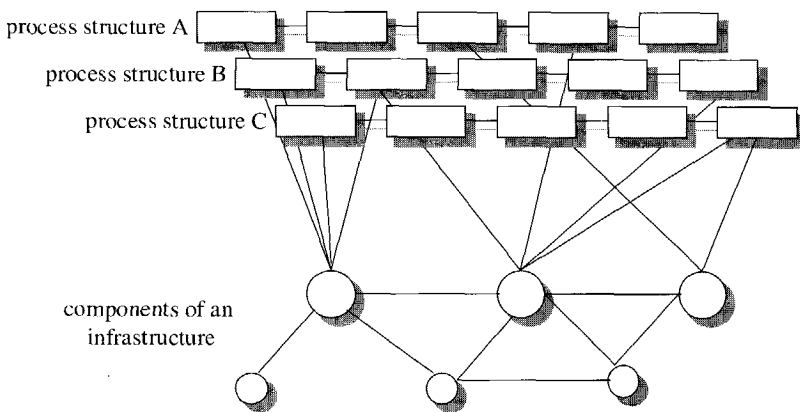 process structure A
process structure B
process structure C
components of an
infrastructure